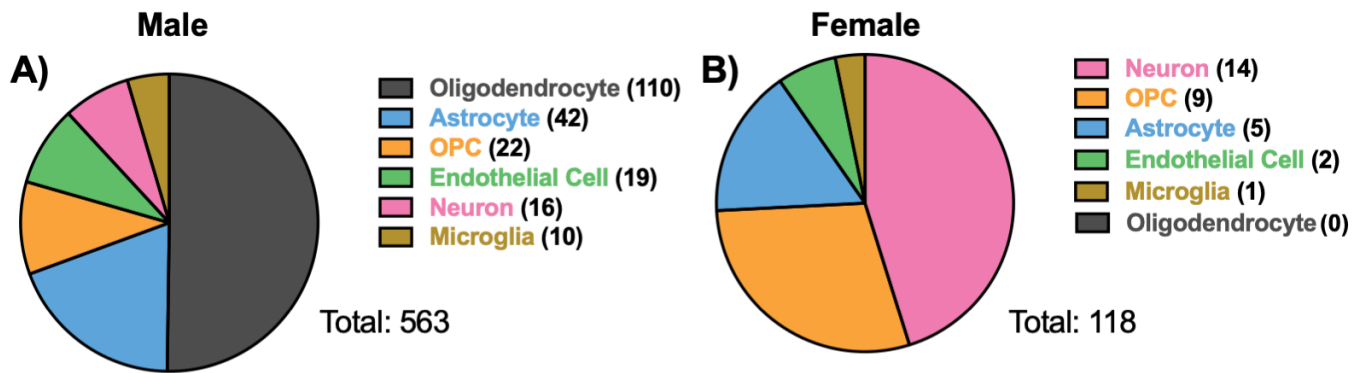 Male
A)
Oligodendrocyte (110)
Astrocyte (42)
OPC (22)
Endothelial Cell (19)
Neuron (16)
Microglia (10)
Total: 563
Female
B)
Neuron (14)
OPC (9)
Astrocyte (5)
Endothelial Cell (2)
Microglia (1)
Oligodendrocyte (0)
Total: 118